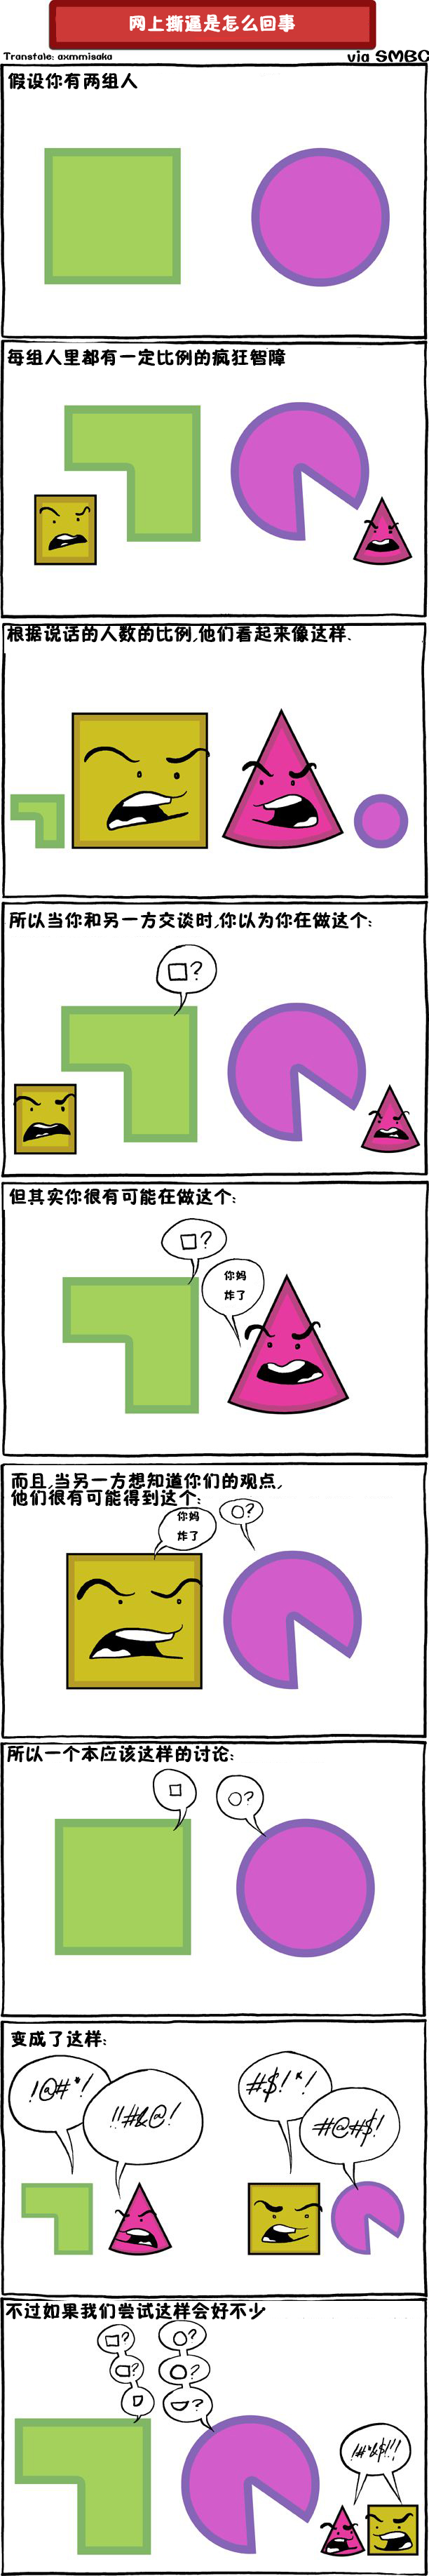 网上撕逼是怎么回事
Transtale: axmmisaka
via SMBC
假设你有两组人
每组人里都有一定比例的疯狂智障
根据说话的人数的比例,他们看起来像这样.
所以当你和另一方交谈时,你以为你在做这个:
□?
但其实你很有可能在做这个:
□?
你妈
炸了
而且,当另一方想知道你们的观点,
他们很有可能得到这个:
你妈
炸了
○?
所以一个本应该这样的讨论:
□
○?
变成了这样:
!@#*!
!!#&@!
#$!*!
#@#$!
不过如果我们尝试这样会好不少
□?
○?
□?
○?
□
?
!#*&$!!!